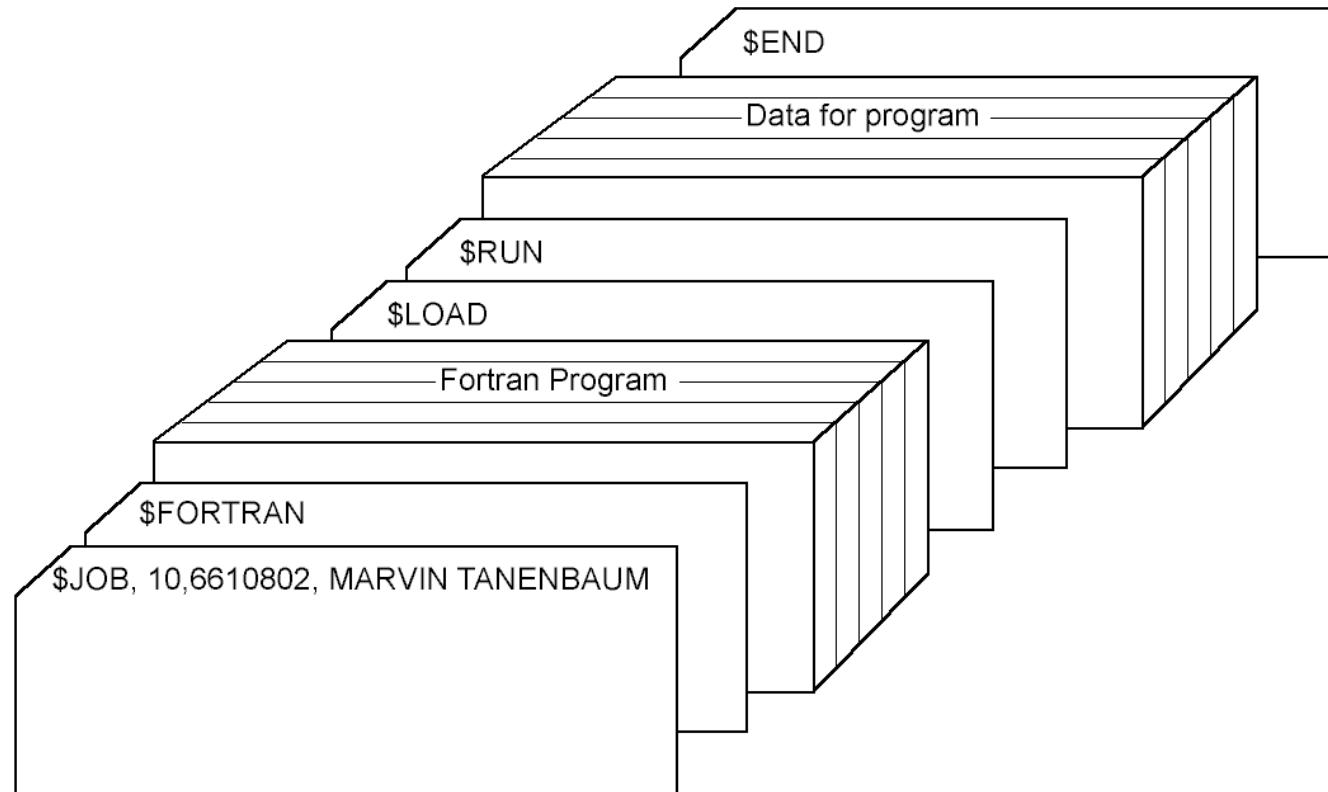 $END
Data for program
$RUN
$LOAD
Fortran Program
$FORTRAN
$JOB, 10,6610802, MARVIN TANENBAUM